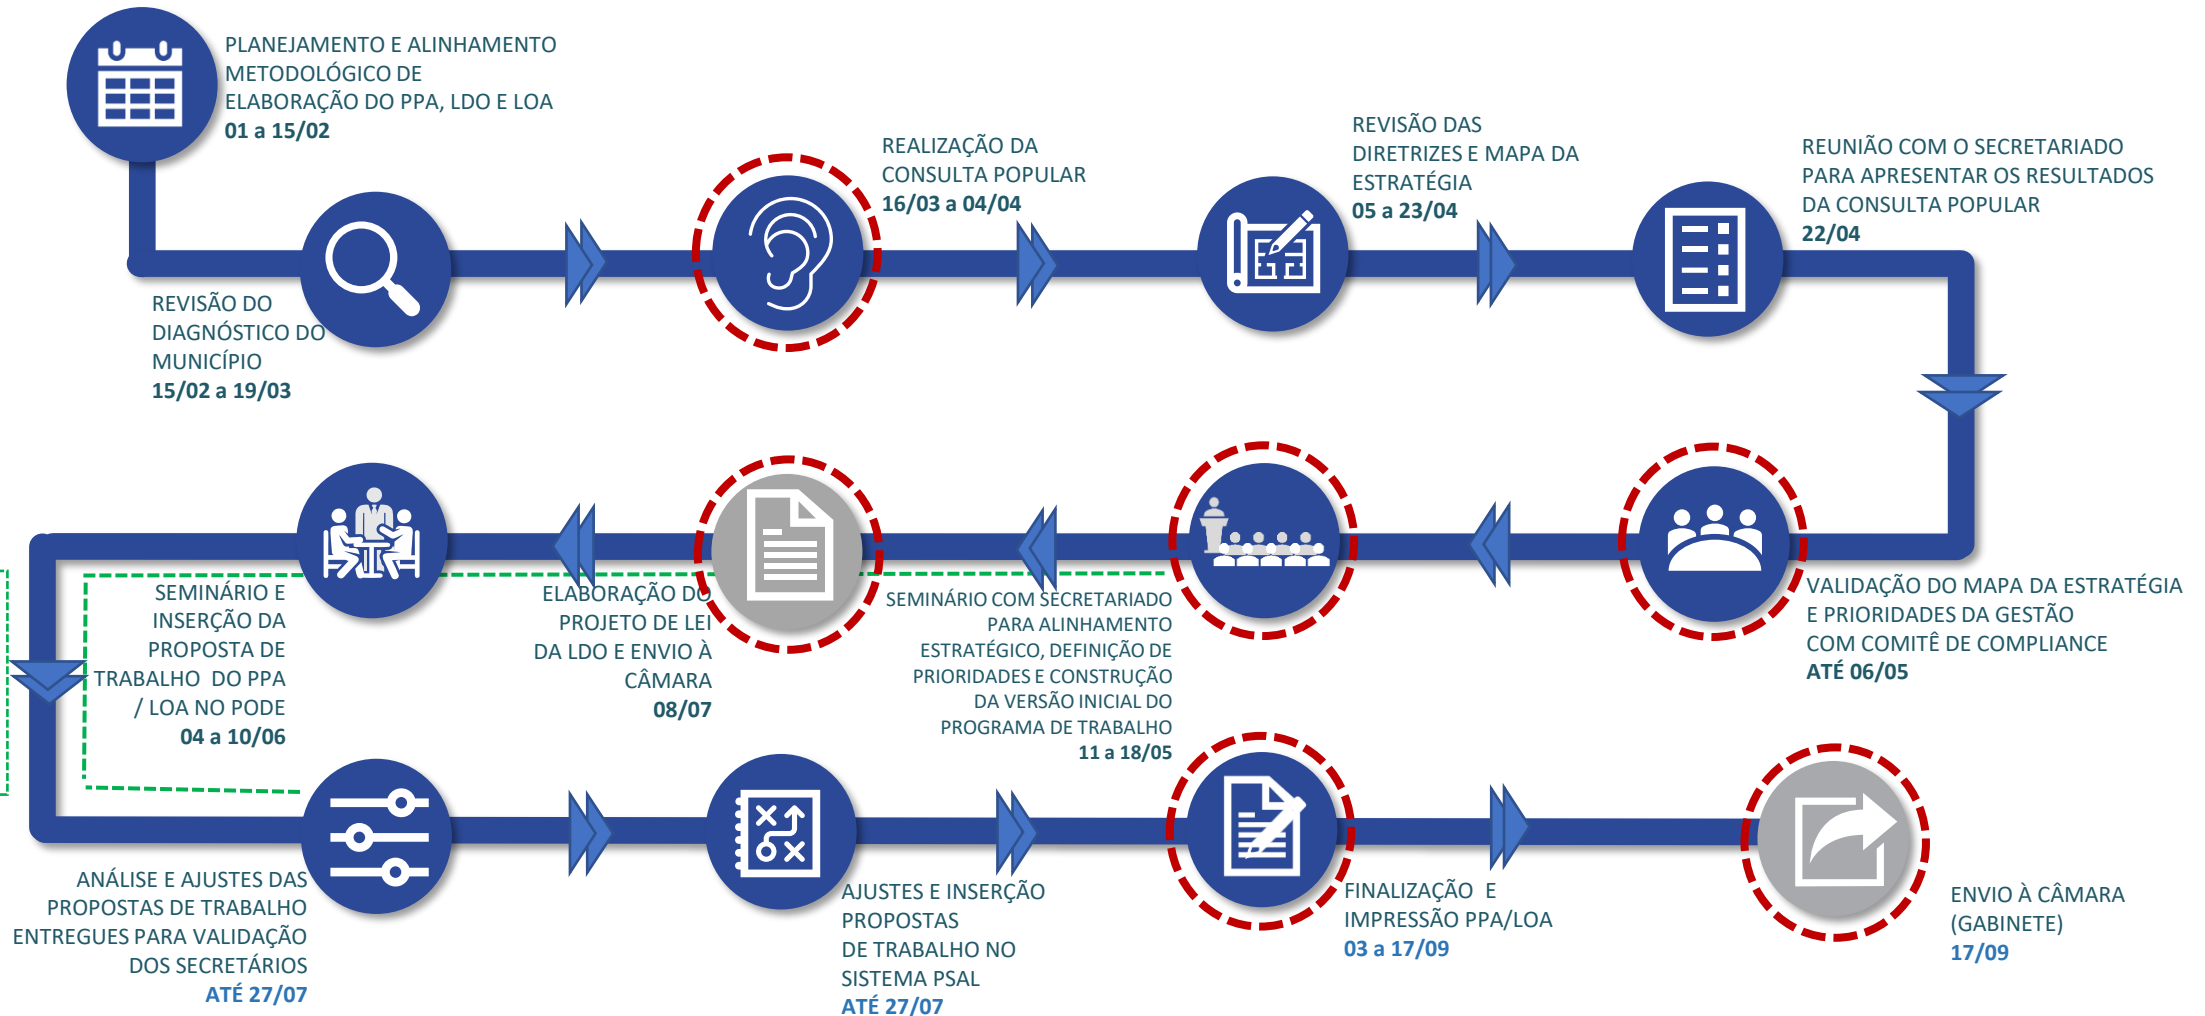 PLANEJAMENTO E ALINHAMENTO
METODOLÓGICO DE
ELABORAÇÃO DO PPA, LDO E LOA
01 a 15/02
REVISÃO DO
DIAGNÓSTICO DO
MUNICÍPIO
15/02 a 19/03
REALIZAÇÃO DA
CONSULTA POPULAR
16/03 a 04/04
REVISÃO DAS
DIRETRIZES E MAPA DA
ESTRATÉGIA
05 a 23/04
REUNIÃO COM O SECRETARIADO
PARA APRESENTAR OS RESULTADOS
DA CONSULTA POPULAR
22/04
VALIDAÇÃO DO MAPA DA ESTRATÉGIA
E PRIORIDADES DA GESTÃO
COM COMITÊ DE COMPLIANCE
ATÉ 06/05
SEMINÁRIO COM SECRETARIADO
PARA ALINHAMENTO
ESTRATÉGICO, DEFINIÇÃO DE
PRIORIDADES E CONSTRUÇÃO
DA VERSÃO INICIAL DO
PROGRAMA DE TRABALHO
11 a 18/05
ELABORAÇÃO DO
PROJETO DE LEI
DA LDO E ENVIO À
CÂMARA
08/07
SEMINÁRIO E
INSERÇÃO DA
PROPOSTA DE
TRABALHO DO PPA
/ LOA NO PODE
04 a 10/06
ANÁLISE E AJUSTES DAS
PROPOSTAS DE TRABALHO
ENTREGUES PARA VALIDAÇÃO
DOS SECRETÁRIOS
ATÉ 27/07
AJUSTES E INSERÇÃO
PROPOSTAS
DE TRABALHO NO
SISTEMA PSAL
ATÉ 27/07
FINALIZAÇÃO E
IMPRESSÃO PPA/LOA
03 a 17/09
ENVIO À CÂMARA
(GABINETE)
17/09